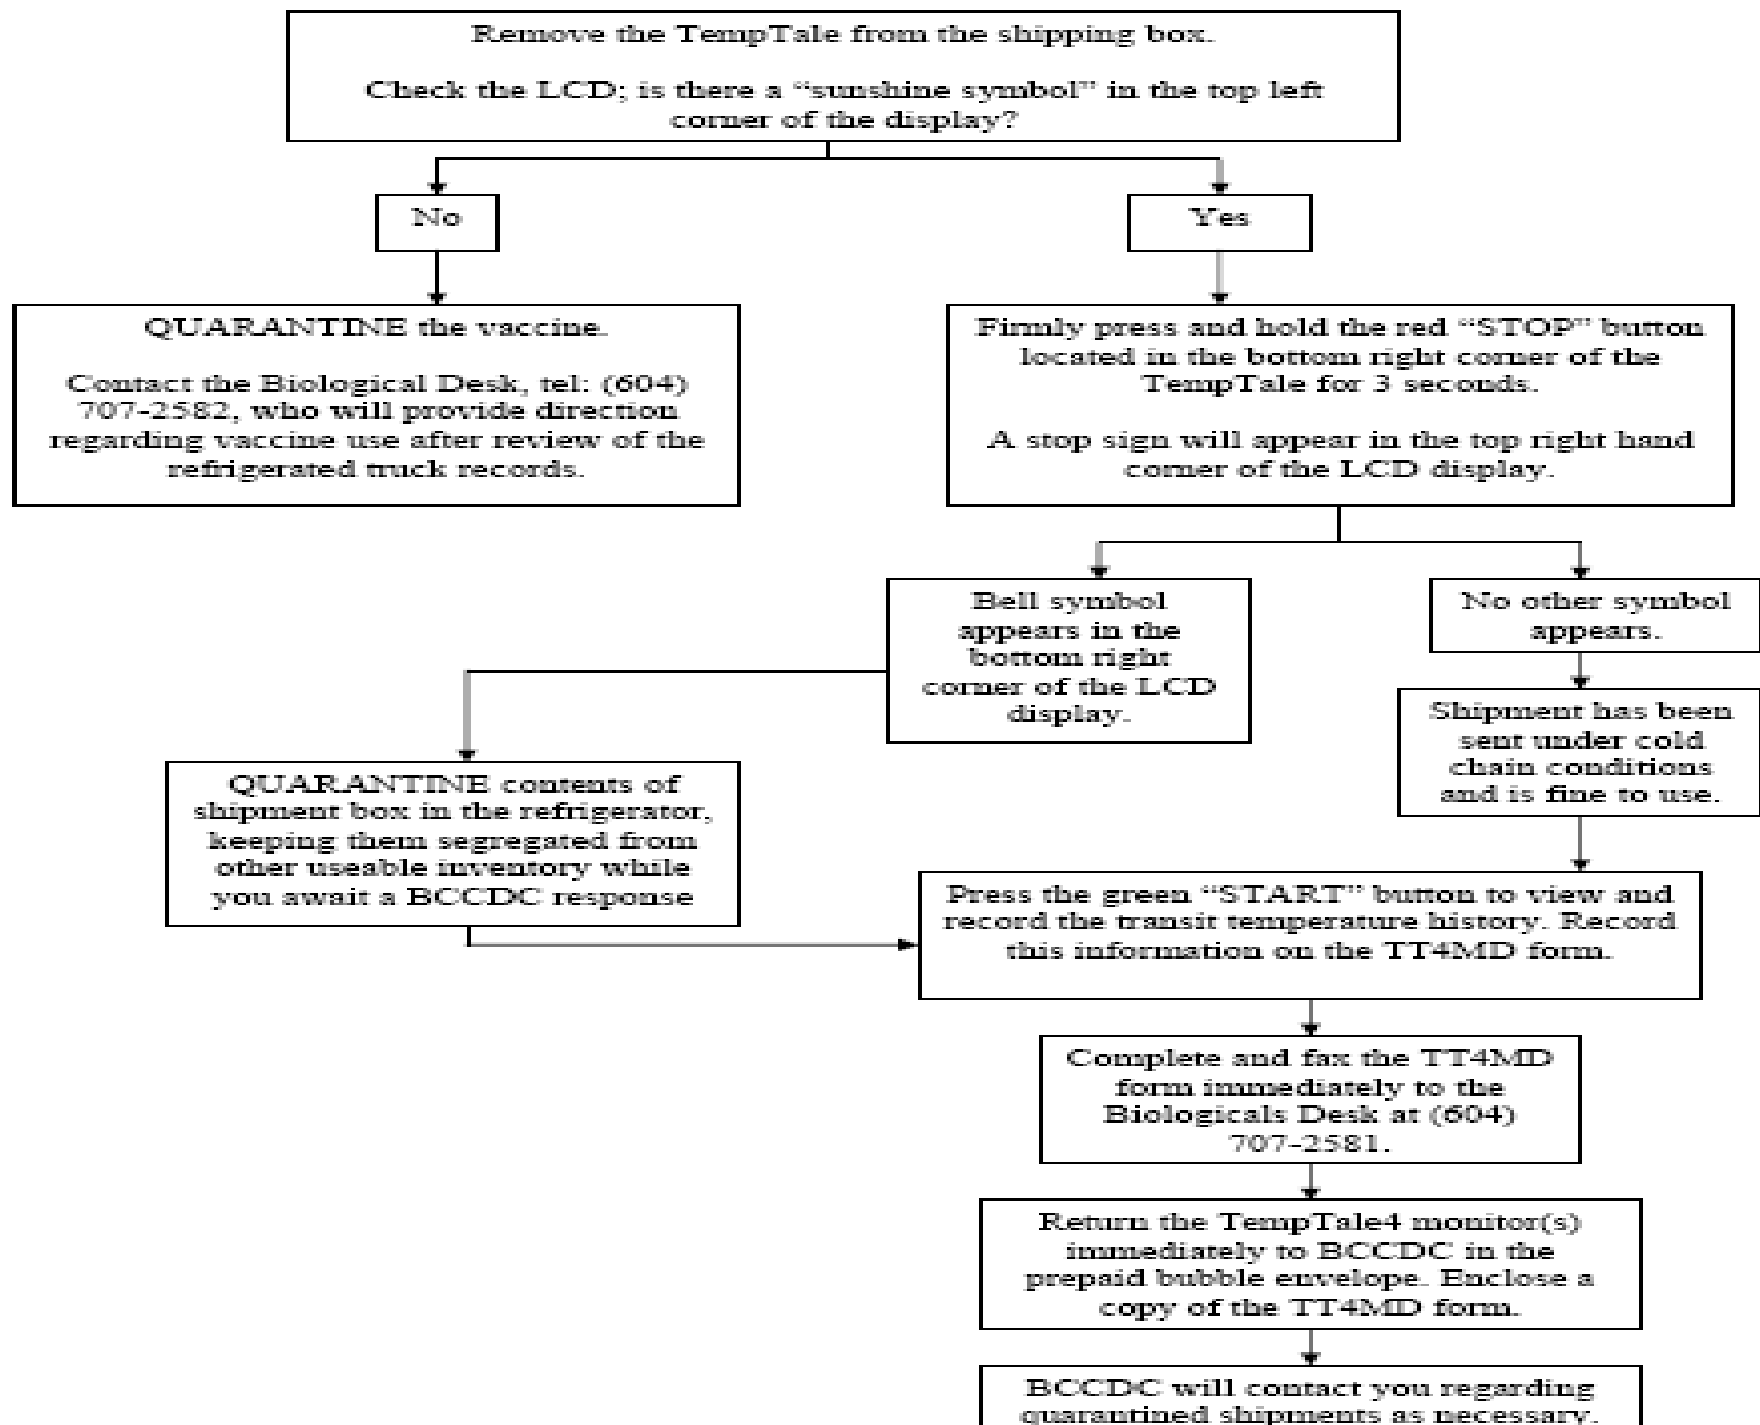 Remove the TempTale from the shipping box.
Check the LCD; is there a “sunshine symbol” in the top left
corner of the display?
No
Yes
QUARANTINE the vaccine.
Contact the Biological Desk, tel: (604)
707-2582, who will provide direction
regarding vaccine use after review of the
refrigerated truck records.
Firmly press and hold the red “STOP” button
located in the bottom right corner of the
TempTale for 3 seconds.
A stop sign will appear in the top right hand
corner of the LCD display.
Bell symbol
appears in the
bottom right
corner of the LCD
display.
No other symbol
appears.
Shipment has been
sent under cold
chain conditions
and is fine to use.
QUARANTINE contents of
shipment box in the refrigerator,
keeping them segregated from
other useable inventory while
you await a BCCDC response
Press the green “START” button to view and
record the transit temperature history. Record
this information on the TT4MD form.
Complete and fax the TT4MD
form immediately to the
Biologicals Desk at (604)
707-2581.
Return the TempTale4 monitor(s)
immediately to BCCDC in the
prepaid bubble envelope. Enclose a
copy of the TT4MD form.
BCCDC will contact you regarding
quarantined shipments as necessary.